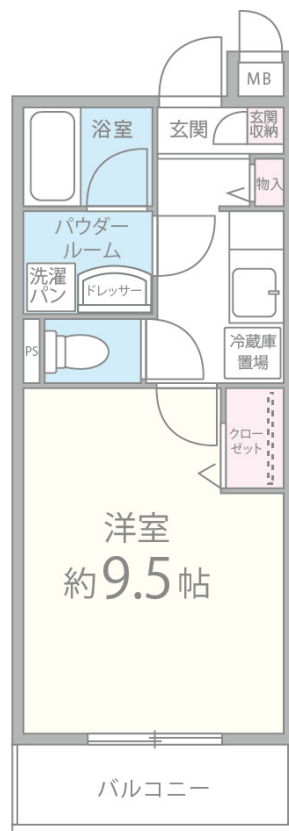 MB
浴室
玄関
玄関
収納
物入
パウダー
ルーム
洗濯
パン
ドレッサー
PS
冷蔵庫
置場
クロー
ゼット
洋室
約9.5帖
バルコニー